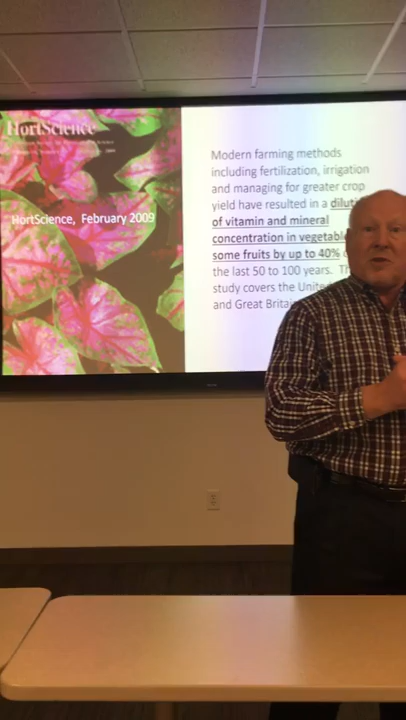 HortScience
HortScience, February 2009
Modern farming methods
including fertilization, irrigation
and managing for greater crop
yield have resulted in a
of vitamin and mineral
concentration in
some fruits by up to 40%
the last 50 to 100 years.
study covers the
and Great